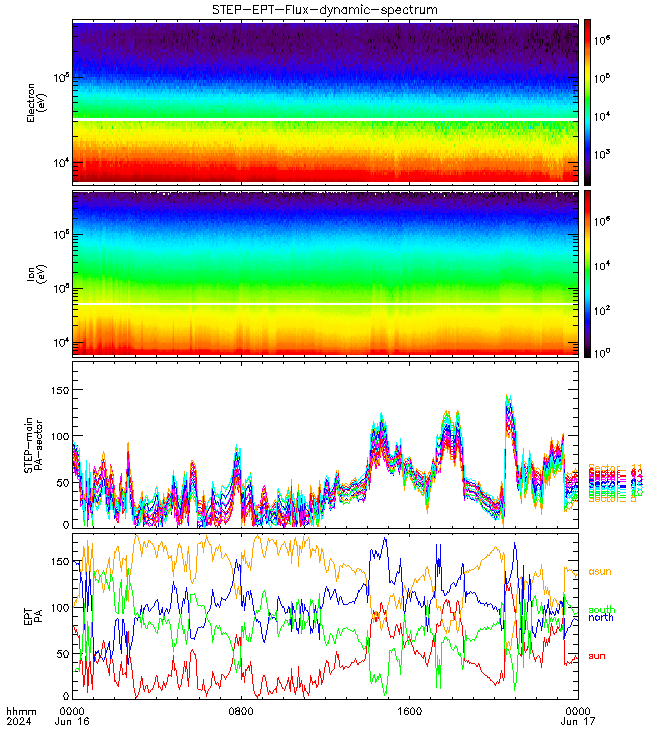 STEP-EPT-Flux-dynamic-spectrum
Electron
(eV)
10^5
10^4
10^6
10^5
10^4
10^3
Ion
(eV)
10^6
10^5
10^4
10^6
10^4
10^2
10^0
STEP-main
PA-sector
150
100
50
0
EPT
PA
150
100
50
0
asun
south
north
sun
hhmm
2024
0000
Jun 16
0800
1600
0000
Jun 17